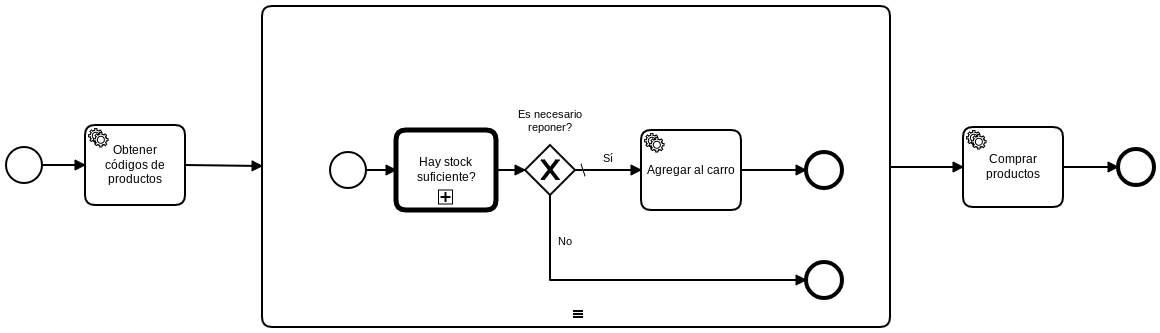 Obtener
códigos de
productos
Hay stock
suficiente?
Es necesario
reponer?
Sí
No
Agregar al carro
Comprar
productos